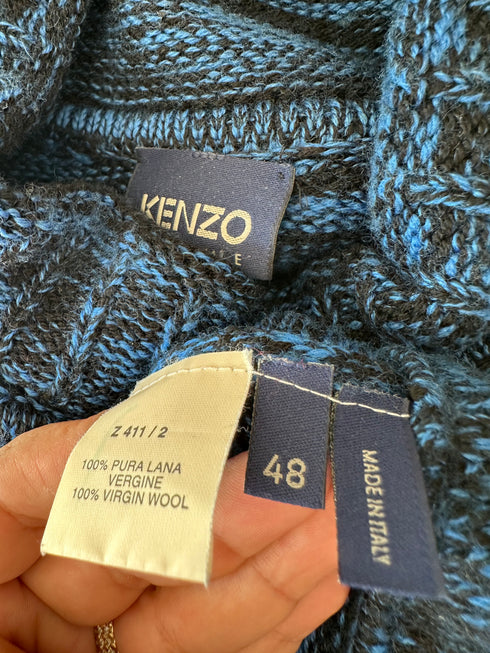 KENZO
Z 411 / 2
100% PURA LANA
VERGINE
100% VIRGIN WOOL
48
MADE IN ITALY